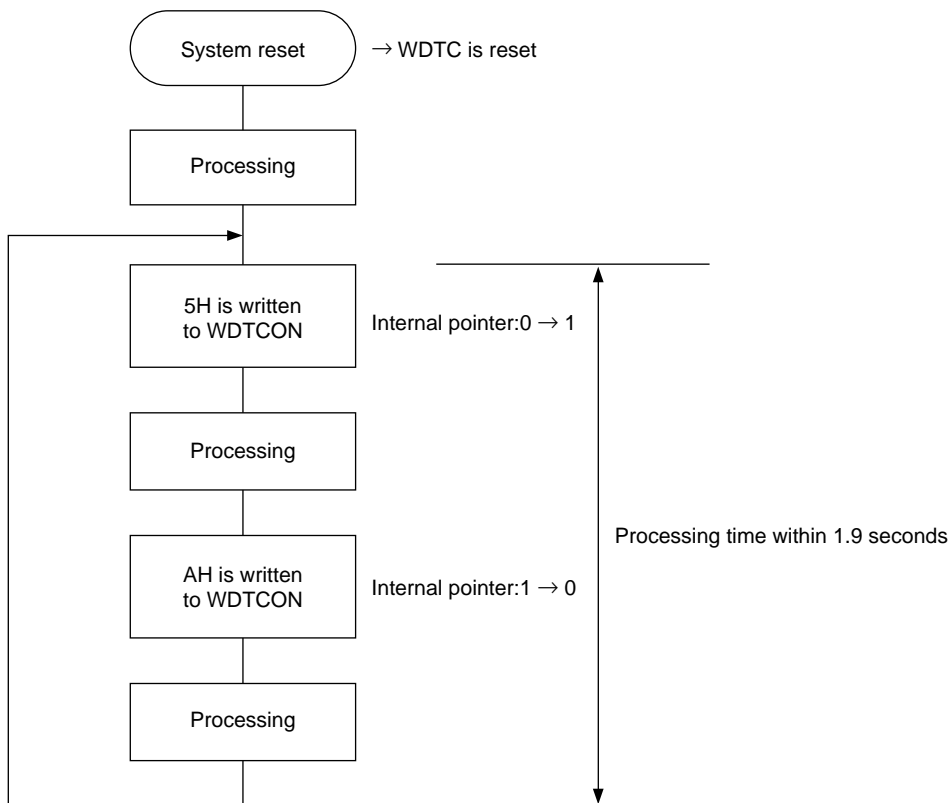 System reset
→ WDTC is reset
Processing
5H is written
to WDTCON
Internal pointer:0 → 1
Processing
Processing time within 1.9 seconds
AH is written
to WDTCON
Internal pointer:1 → 0
Processing